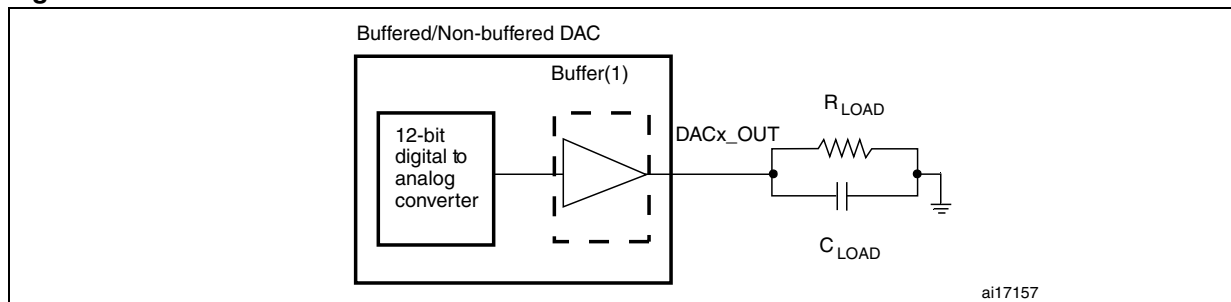 Buffered/Non-buffered DAC
Buffer(1)
12-bit
digital to
analog
converter
DACx_OUT
R LOAD
C LOAD
ai17157